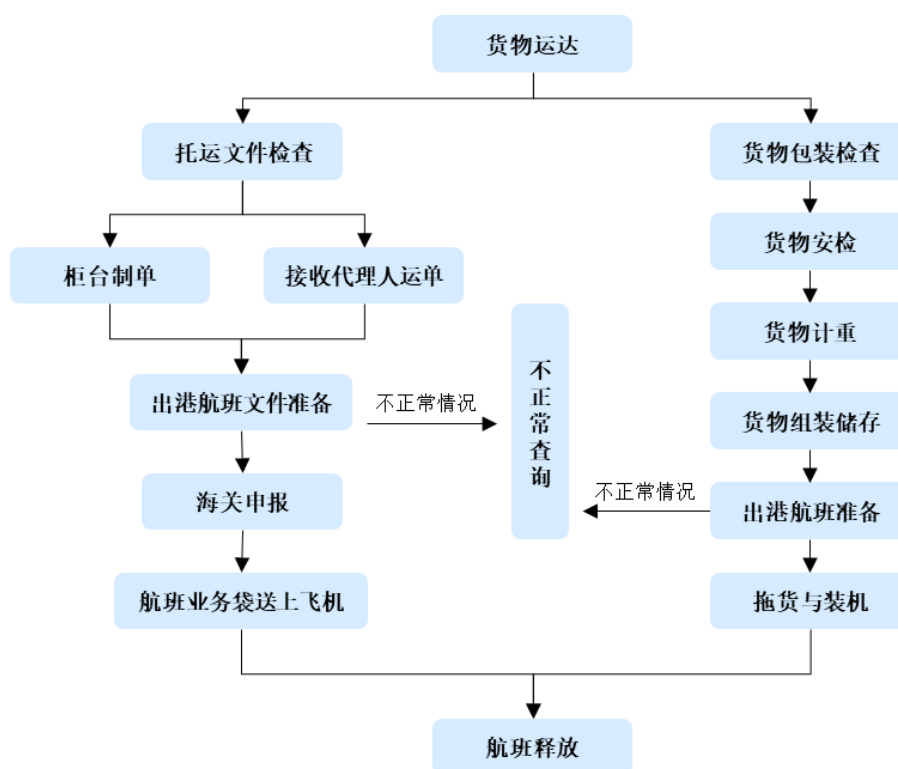 货物运达
托运文件检查
货物包装检查
货物安检
柜台制单
接收代理人运单
货物计重
不正常查询
出港航班文件准备
不正常情况
货物组装储存
海关申报
不正常情况
出港航班准备
航班业务袋送上飞机
拖货与装机
航班释放